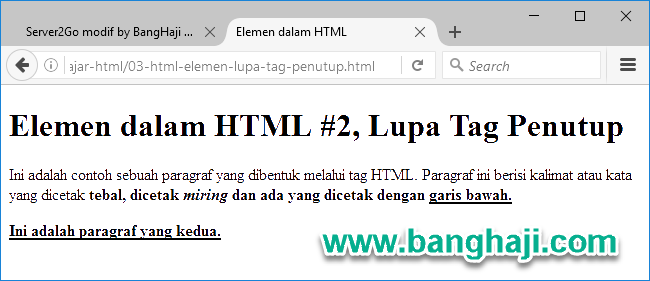 Server2Go modif by BangHaji ...
Elemen dalam HTML
ajar-html/03-html-elemen-lupa-tag-penutup.html
Search
Elemen dalam HTML #2, Lupa Tag Penutup
Ini adalah contoh sebuah paragraf yang dibentuk melalui tag HTML. Paragraf ini berisi kalimat atau kata
yang dicetak tebal, dicetak miring dan ada yang dicetak dengan garis bawah.
Ini adalah paragraf yang kedua.
www.banghaji.com